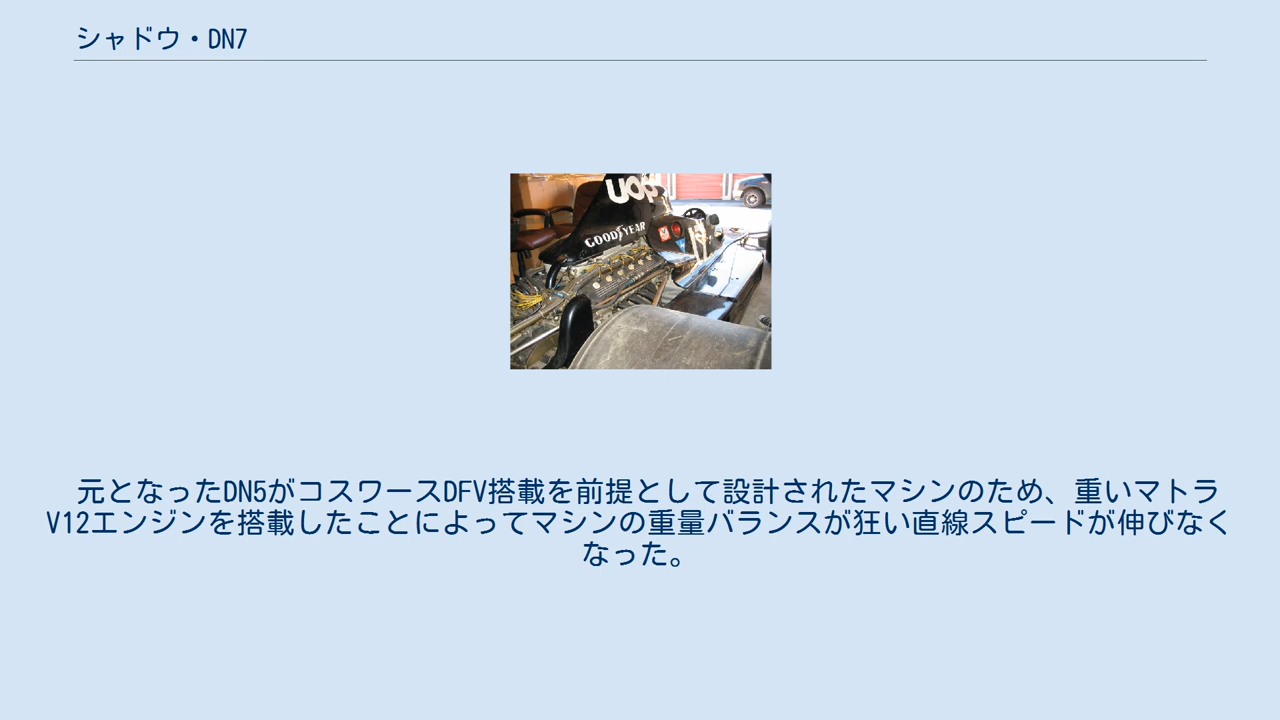 シャドウ・DN7
uop
GOODYEAR
元となったDN5がコスワースDFV搭載を前提として設計されたマシンのため、重いマトラ
V12エンジンを搭載したことによってマシンの重量バランスが狂い直線スピードが伸びなく
なった。